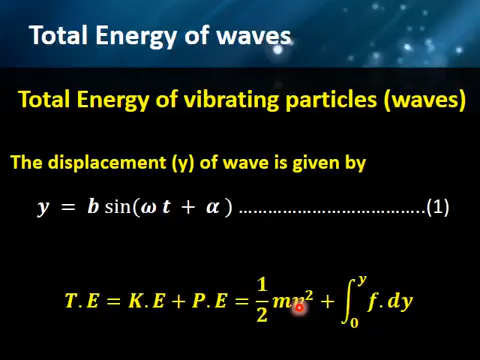 Total Energy of waves
Total Energy of vibrating particles (waves)
The displacement (y) of wave is given by
y = b sin(ω t + α) ……………………………………..(1)
T.E = K.E + P.E = 1/2 mv² + ∫₀ʸ f.dy